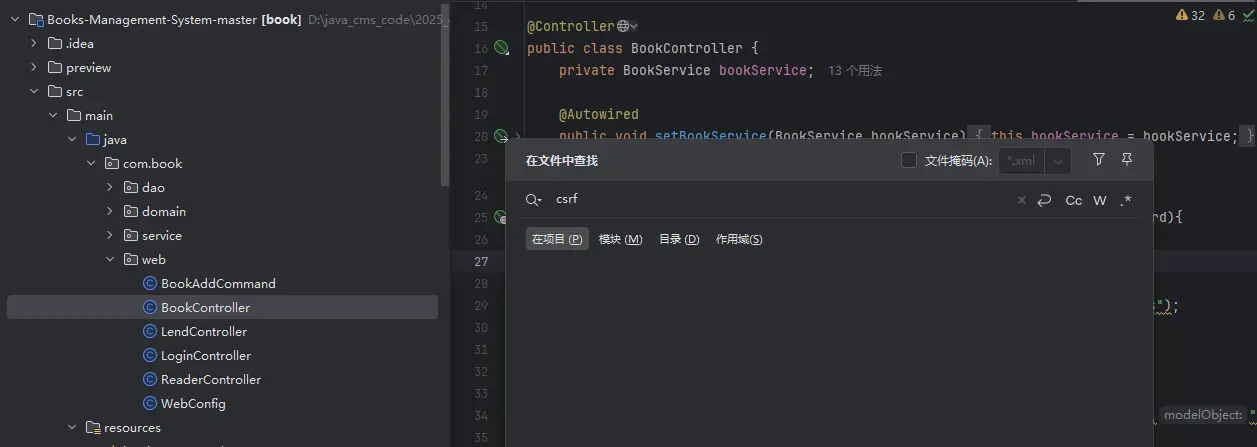 Books-Management-System-master [book] D:\java_cms_code\2025_
.idea
preview
src
main
java
com.book
dao
domain
service
web
BookAddCommand
BookController
LendController
LoginController
ReaderController
WebConfig
resources
32 6
14
15 @Controller
16 public class BookController {
17 private BookService bookService; 13 个用法
18
19 @Autowired
20 public void setBookService(BookService bookService) { this.bookService = bookService; }
23
24
25 rd){
26
27
28
29 ");
30
31
32
33
34 modelObject: "
35
在文件中查找
文件掩码(A): *.xml
csrf
Cc W .*
在项目 (P) 模块 (M) 目录 (D) 作用域(S)